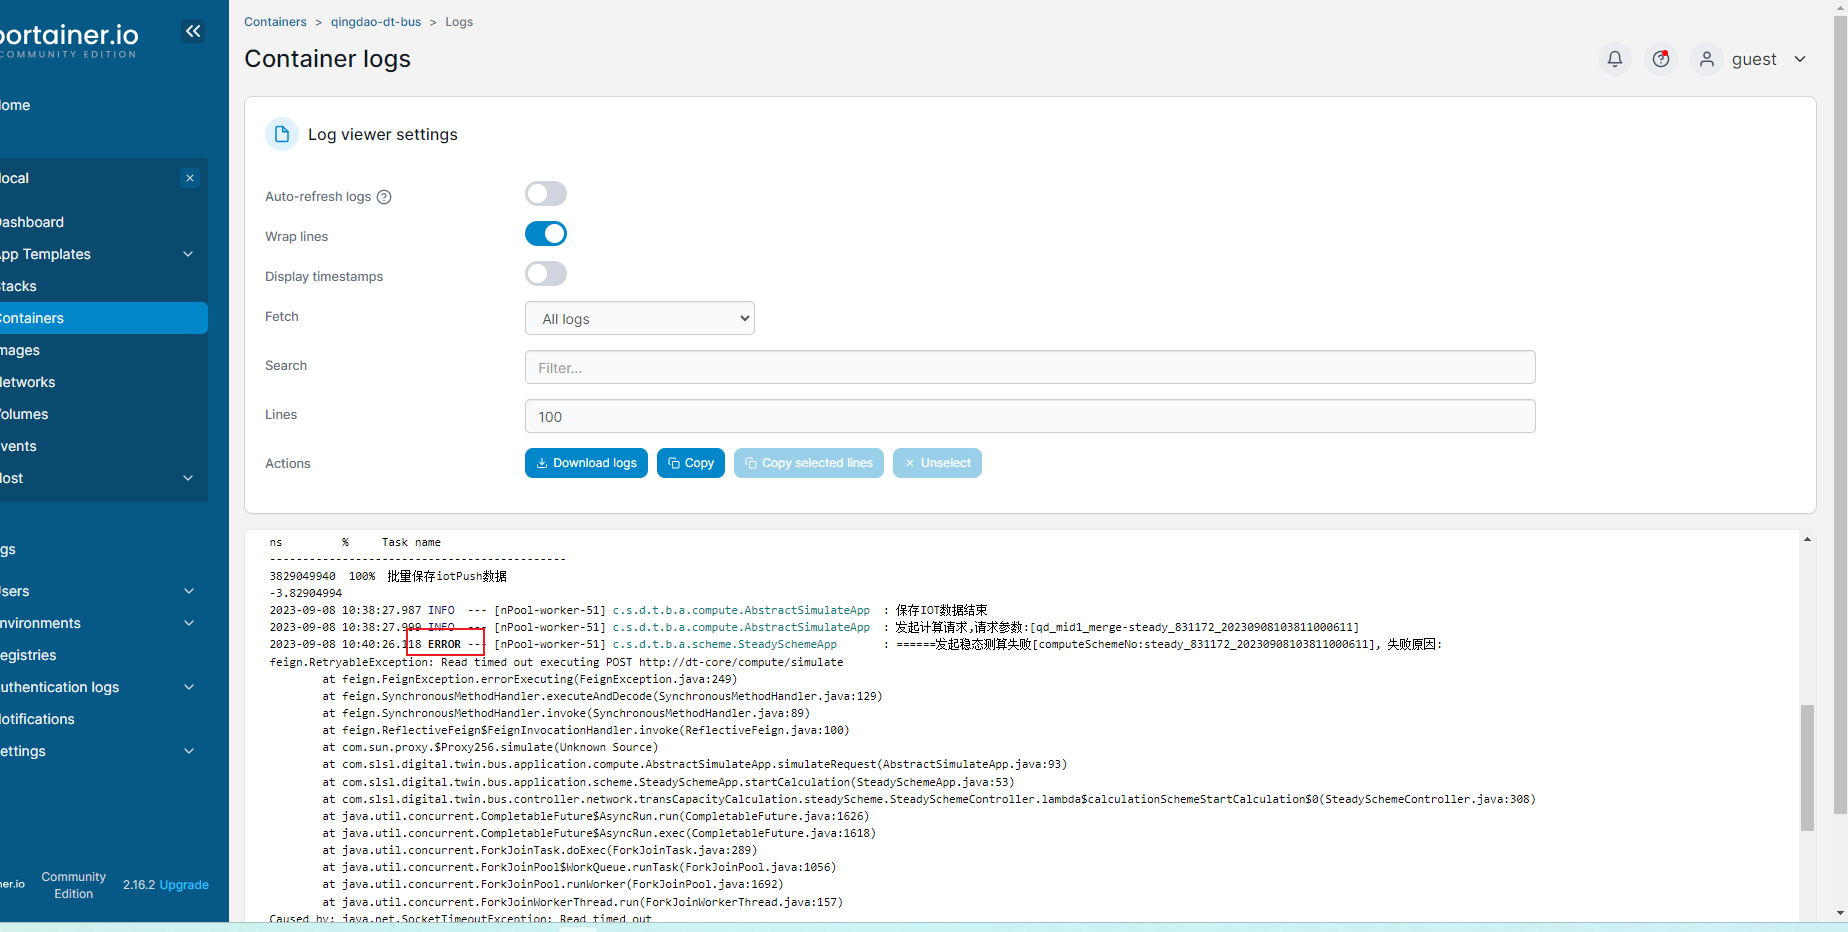 Containers > qingdao-dt-bus > Logs
portainer.io
COMMUNITY EDITION
Container logs
guest
ome
Log viewer settings
local
Auto-refresh logs
ashboard
Wrap lines
pp Templates
Display timestamps
tacks
Fetch
All logs
ontainers
mages
Search
Filter...
etworks
Lines
100
olumes
vents
Actions
Download logs
Copy
Copy selected lines
Unselect
ost
ns % Task name
---------------------------------------------
3829049940 100% 批量保存iotPush数据
-3.82904994
2023-09-08 10:38:27.987 INFO --- [nPool-worker-51] c.s.d.t.b.a.compute.AbstractSimulateApp : 保存IOT数据结束
2023-09-08 10:38:27.999 INFO --- [nPool-worker-51] c.s.d.t.b.a.compute.AbstractSimulateApp : 发起计算请求,请求参数:[qd_mid1_merge-steady_831172_20230908103811000611]
2023-09-08 10:40:26.118 ERROR --- [nPool-worker-51] c.s.d.t.b.a.scheme.SteadySchemeApp : ======发起稳态测算失败[computeSchemeNo:steady_831172_20230908103811000611], 失败原因:
feign.RetryableException: Read timed out executing POST http://dt-core/compute/simulate
at feign.FeignException.errorExecuting(FeignException.java:249)
at feign.SynchronousMethodHandler.executeAndDecode(SynchronousMethodHandler.java:129)
at feign.SynchronousMethodHandler.invoke(SynchronousMethodHandler.java:89)
at feign.ReflectiveFeign$FeignInvocationHandler.invoke(ReflectiveFeign.java:100)
at com.sun.proxy.$Proxy256.simulate(Unknown Source)
at com.slsl.digital.twin.bus.application.compute.AbstractSimulateApp.simulateRequest(AbstractSimulateApp.java:93)
at com.slsl.digital.twin.bus.application.scheme.SteadySchemeApp.startCalculation(SteadySchemeApp.java:53)
at com.slsl.digital.twin.bus.controller.network.transCapacityCalculation.steadyScheme.SteadySchemeController.lambda$calculationSchemeStartCalculation$0(SteadySchemeController.java:308)
at java.util.concurrent.CompletableFuture$AsyncRun.run(CompletableFuture.java:1626)
at java.util.concurrent.CompletableFuture$AsyncRun.exec(CompletableFuture.java:1618)
at java.util.concurrent.ForkJoinTask.doExec(ForkJoinTask.java:289)
at java.util.concurrent.ForkJoinPool$WorkQueue.runTask(ForkJoinPool.java:1056)
at java.util.concurrent.ForkJoinPool.runWorker(ForkJoinPool.java:1692)
at java.util.concurrent.ForkJoinWorkerThread.run(ForkJoinWorkerThread.java:157)
Caused by: java.net.SocketTimeoutException: Read timed out
gs
sers
nvironments
egistries
uthentication logs
otifications
ettings
ner.io
Community
Edition
2.16.2 Upgrade